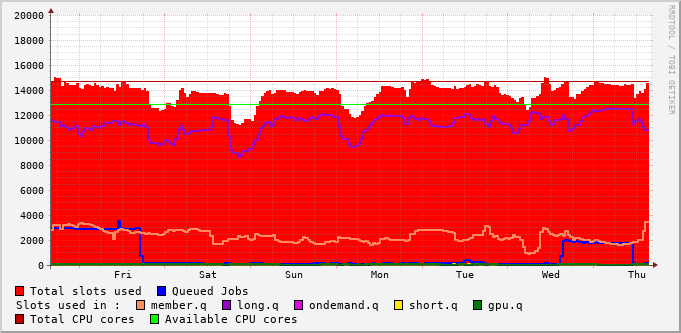 20000
18000
16000
14000
12000
10000
8000
6000
4000
2000
0
Fri Sat Sun Mon Tue Wed Thu
RRDTOOL / TOBI OETIKER
Total slots used Queued Jobs
Slots used in : member.q long.q ondemand.q short.q gpu.q
Total CPU cores Available CPU cores